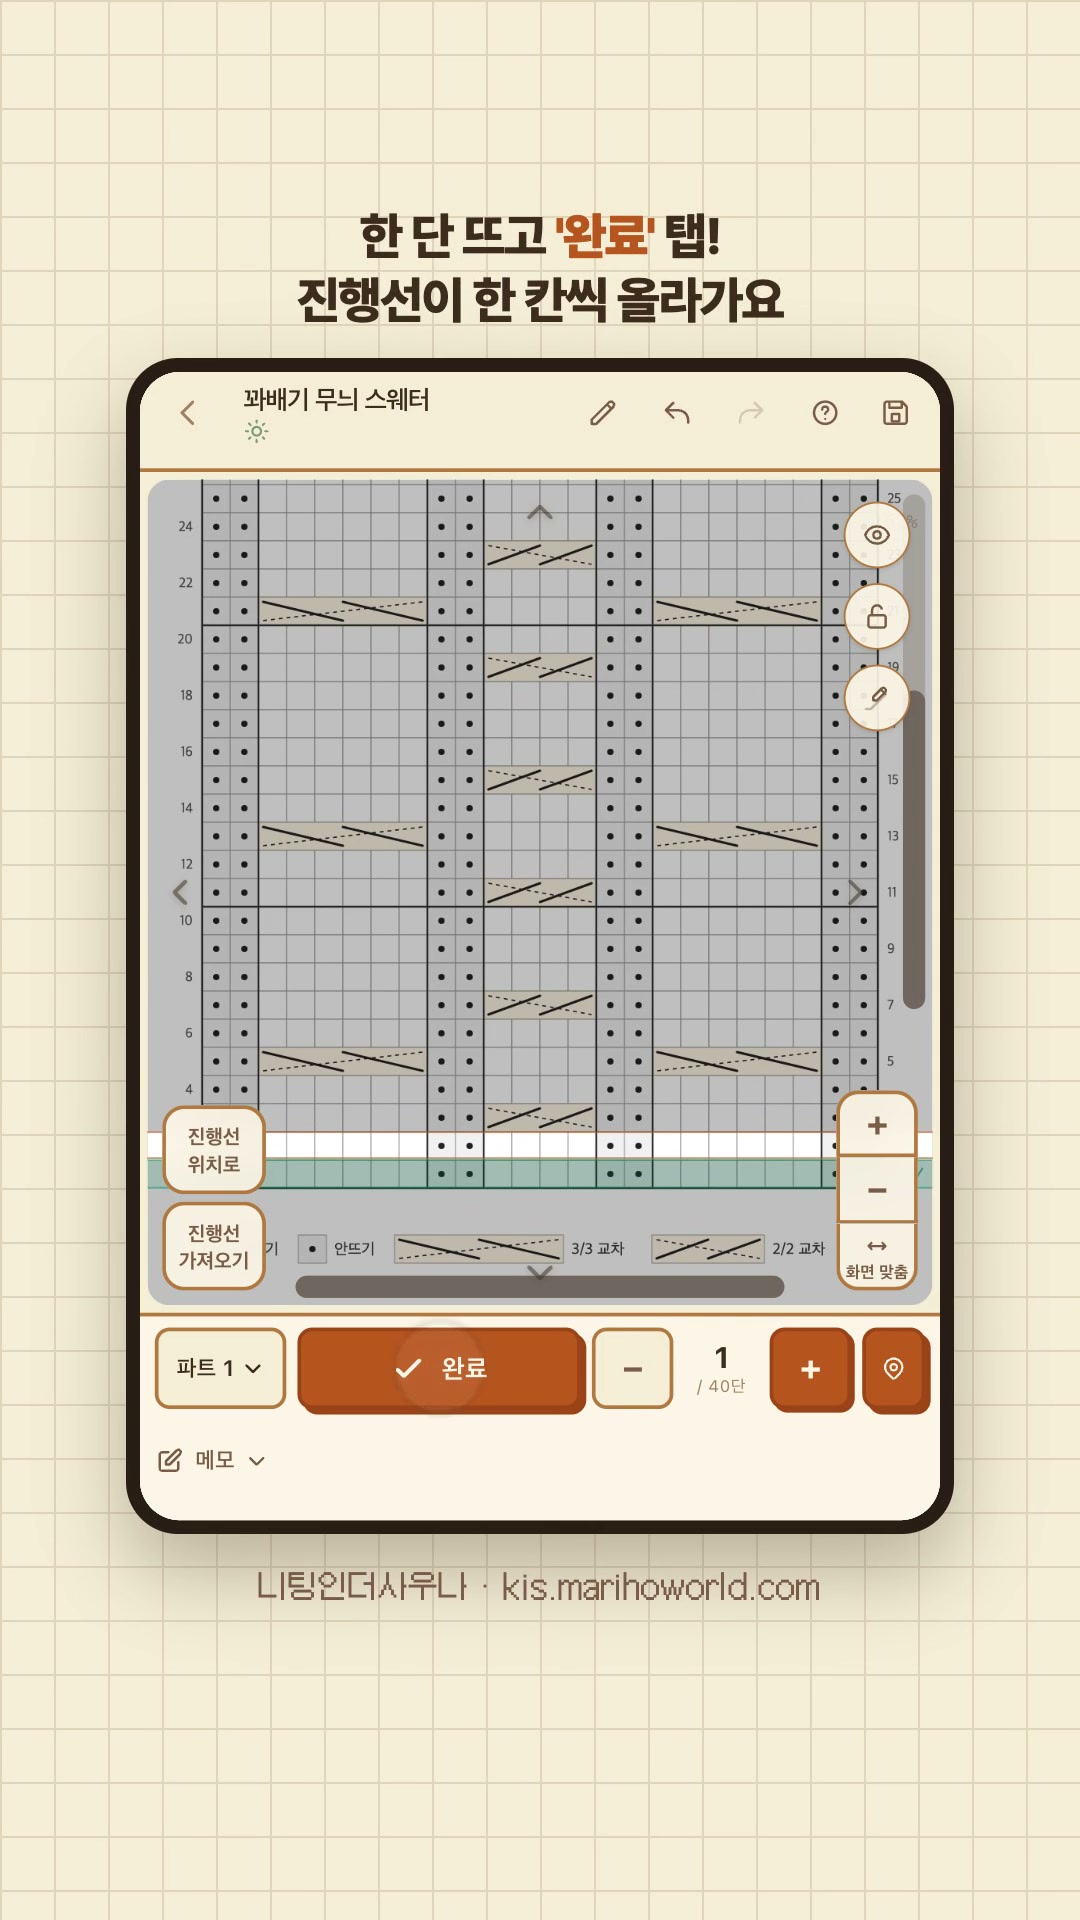 한 단 뜨고 '완료' 탭!
진행선이 한 칸씩 올라가요
꽈배기 무늬 스웨터
25
24
22
20
19
18
16
15
14
13
12
11
10
9
8
7
6
5
4
진행선
위치로
진행선
가져오기
안뜨기
3/3 교차
2/2 교차
+
−
화면 맞춤
파트 1
완료
−
1
/ 40단
+
메모
니팅인더사우나 · kis.marihoworld.com